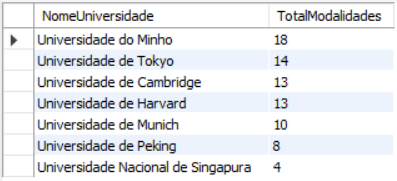 NomeUniversidade TotalModalidades
Universidade do Minho 18
Universidade de Tokyo 14
Universidade de Cambridge 13
Universidade de Harvard 13
Universidade de Munich 10
Universidade de Peking 8
Universidade Nacional de Singapura 4